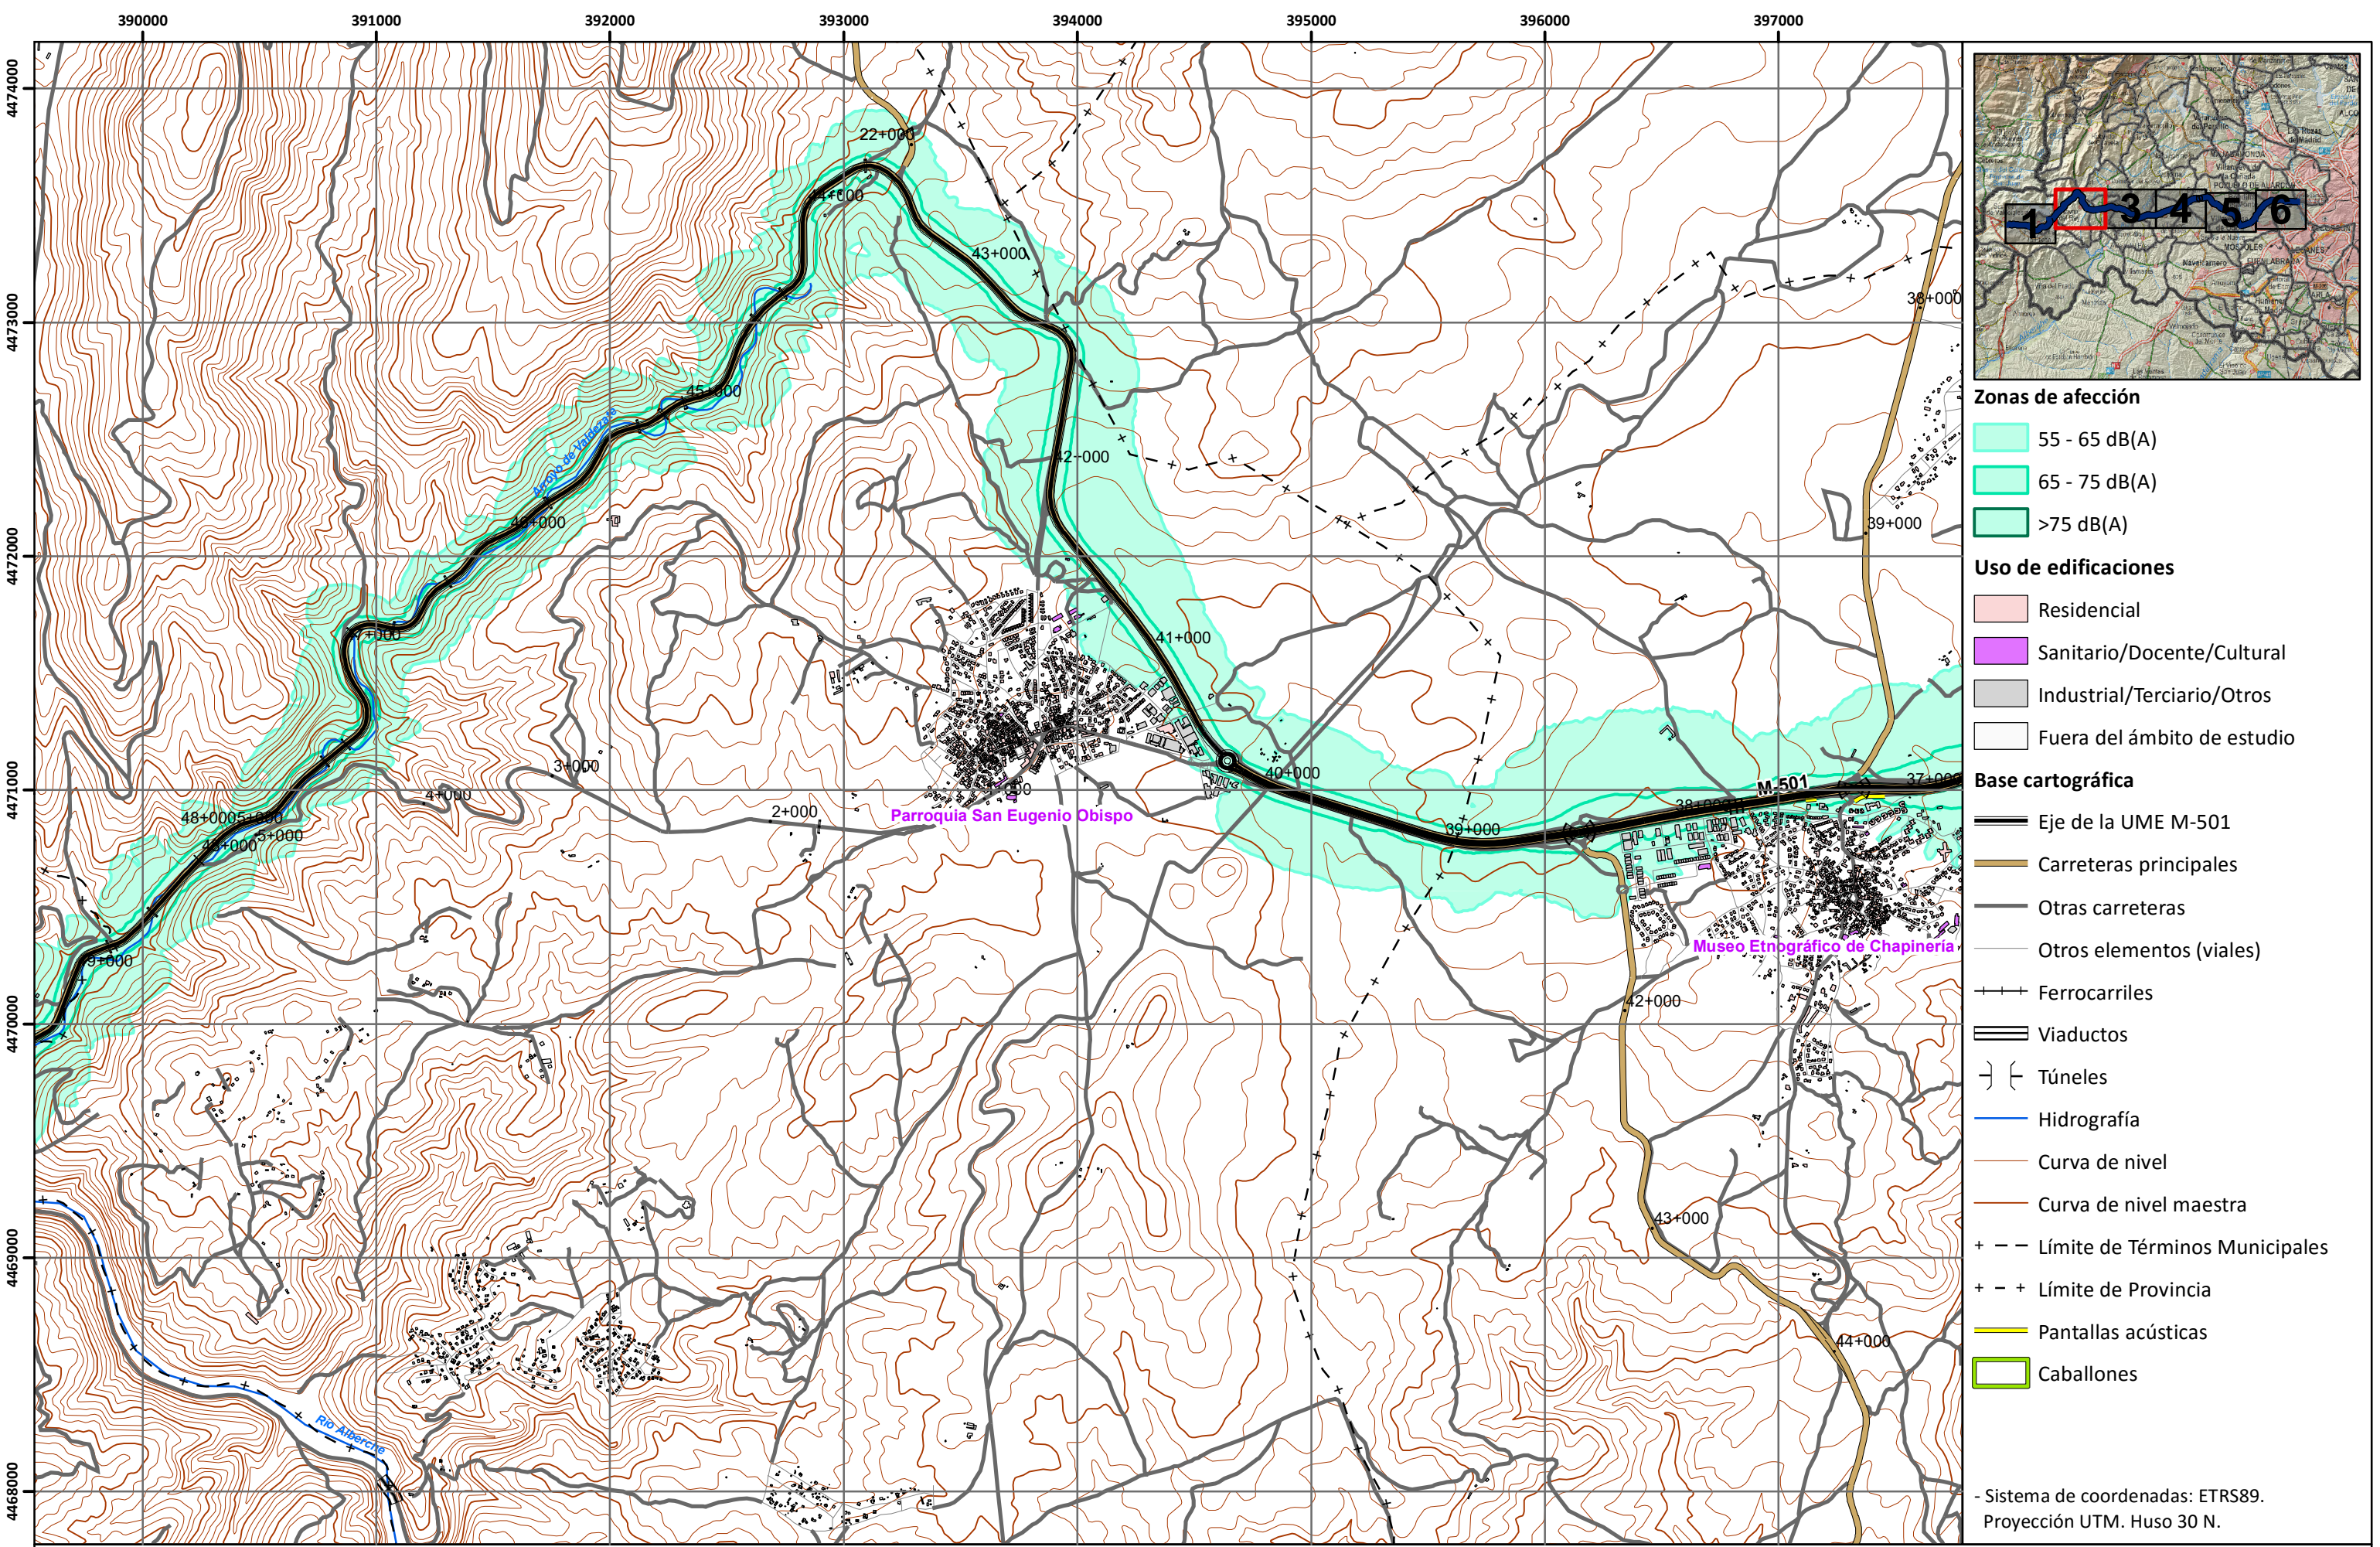 390000 391000 392000 393000 394000 395000 396000 397000
4474000
4473000
4472000
4471000
4470000
4469000
4468000
22+000
44+000
43+000
38+000
45+000
Arroyo de Valdezate
42+000
46+000
39+000
41+000
3+000
40+000
37+000
M-501
4+000
2+000
38+000
Parroquia San Eugenio Obispo
48+000
5+000
39+000
5+000
48+000
Museo Etnográfico de Chapinería
9+000
42+000
43+000
44+000
Río Alberche
1 3 4 5 6
Zonas de afección
55 - 65 dB(A)
65 - 75 dB(A)
>75 dB(A)
Uso de edificaciones
Residencial
Sanitario/Docente/Cultural
Industrial/Terciario/Otros
Fuera del ámbito de estudio
Base cartográfica
Eje de la UME M-501
Carreteras principales
Otras carreteras
Otros elementos (viales)
Ferrocarriles
Viaductos
Túneles
Hidrografía
Curva de nivel
Curva de nivel maestra
Límite de Términos Municipales
Límite de Provincia
Pantallas acústicas
Caballones
- Sistema de coordenadas: ETRS89.
Proyección UTM. Huso 30 N.